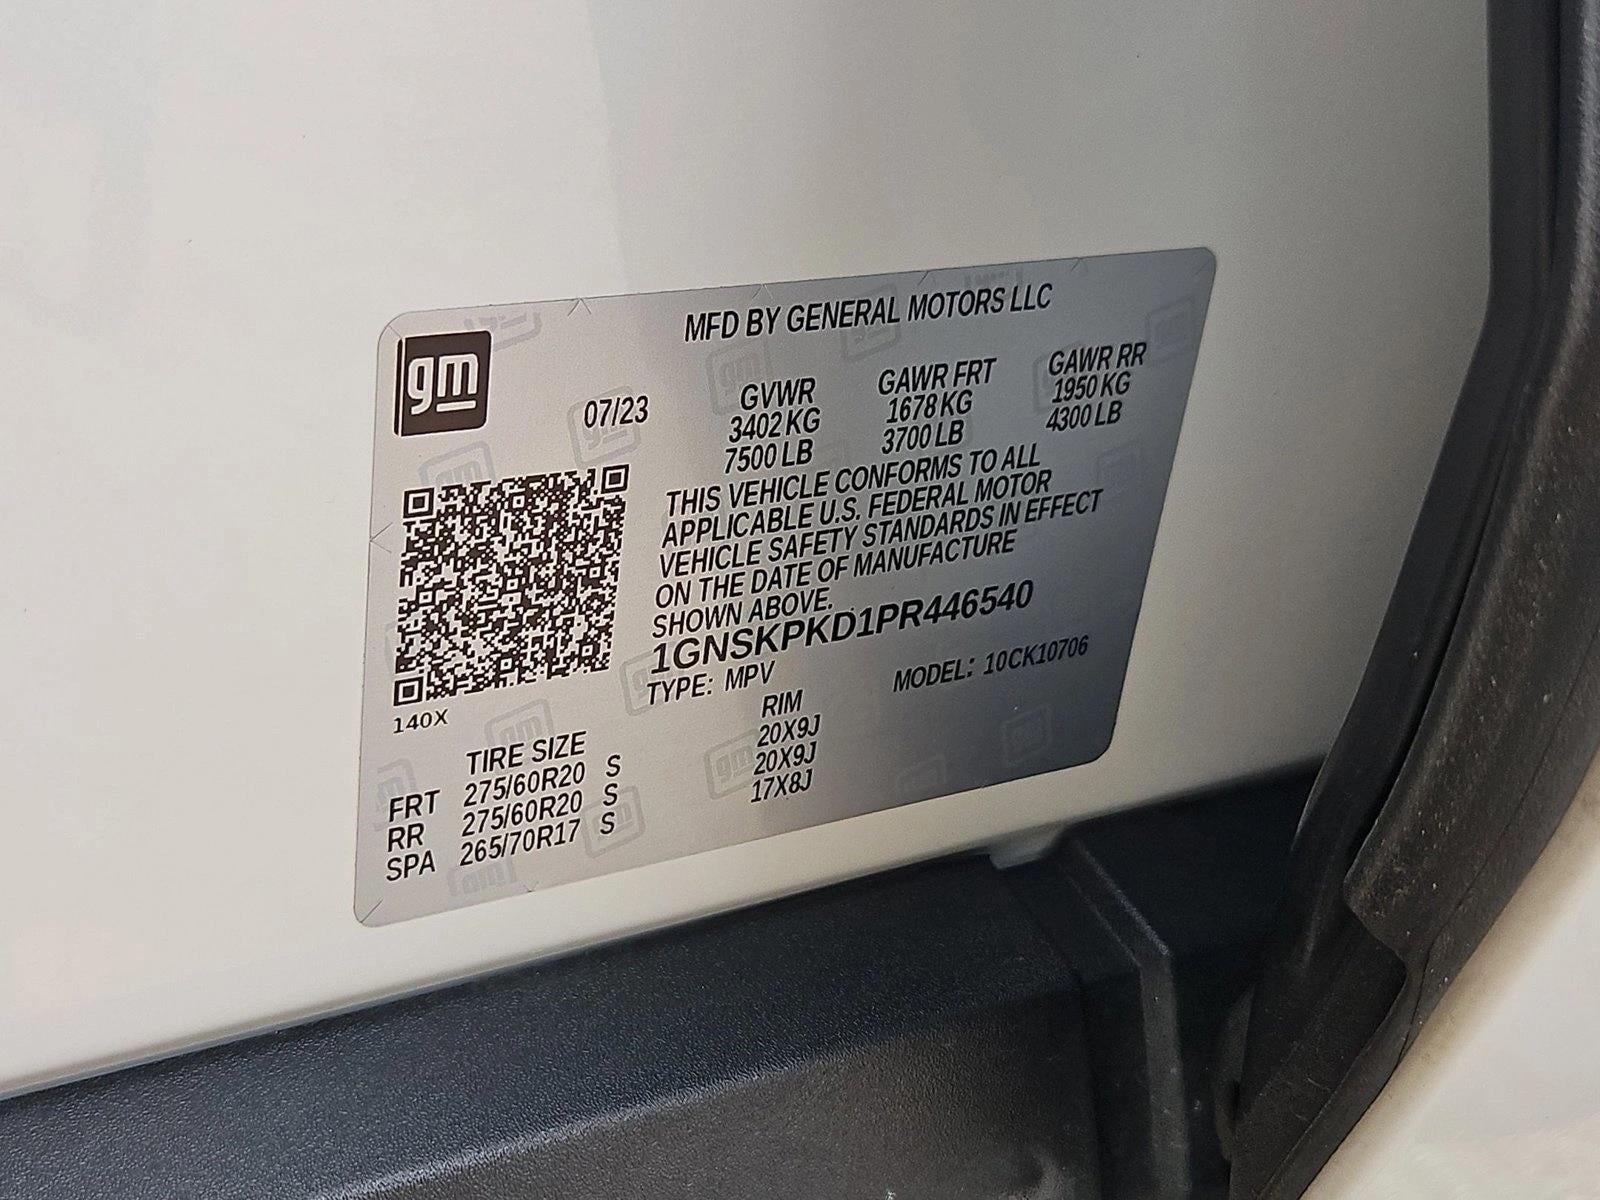 MFD BY GENERAL MOTORS LLC
gm
07/23
GVWR GAWR FRT GAWR RR
3402 KG 1678 KG 1950 KG
7500 LB 3700 LB 4300 LB
THIS VEHICLE CONFORMS TO ALL
APPLICABLE U.S. FEDERAL MOTOR
VEHICLE SAFETY STANDARDS IN EFFECT
ON THE DATE OF MANUFACTURE
SHOWN ABOVE.
1GNSKPKD1PR446540
TYPE: MPV MODEL: 10CK10706
140X
TIRE SIZE RIM
FRT 275/60R20 S 20X9J
RR 275/60R20 S 20X9J
SPA 265/70R17 S 17X8J